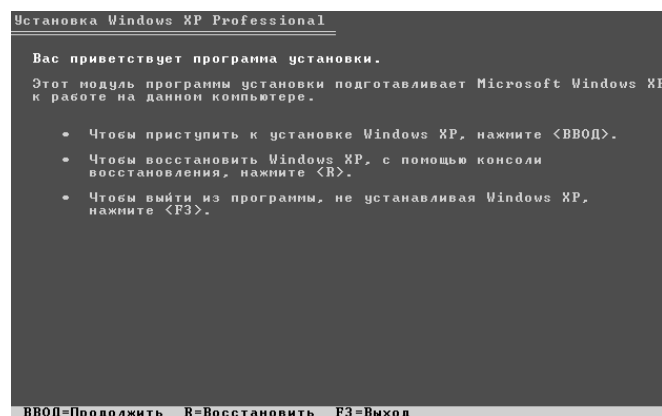 Установка Windows XP Professional
Вас приветствует программа установки.
Этот модуль программы установки подготавливает Microsoft Windows XP
к работе на данном компьютере.
• Чтобы приступить к установке Windows XP, нажмите <ВВОД>.
• Чтобы восстановить Windows XP, с помощью консоли
восстановления, нажмите <R>.
• Чтобы выйти из программы, не устанавливая Windows XP,
нажмите <F3>.
ВВОД=Продолжить R=Восстановить F3=Выход